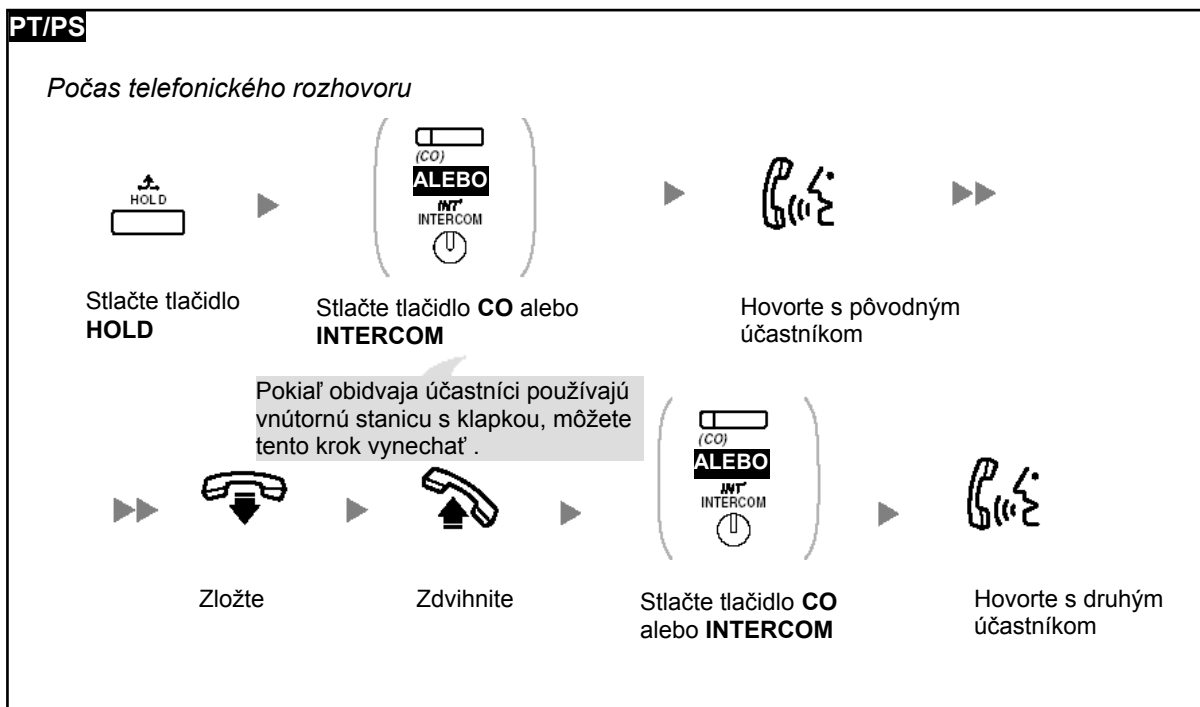 PT/PS
Počas telefonického rozhovoru
HOLD
(CO)
ALEBO
INT'
INTERCOM
Stlačte tlačidlo
HOLD
Stlačte tlačidlo CO alebo
INTERCOM
Hovorte s pôvodným
účastníkom
Pokiaľ obidvaja účastníci používajú
vnútornú stanicu s klapkou, môžete
tento krok vynechať .
(CO)
ALEBO
INT'
INTERCOM
Zložte
Zdvihnite
Stlačte tlačidlo CO
alebo INTERCOM
Hovorte s druhým
účastníkom